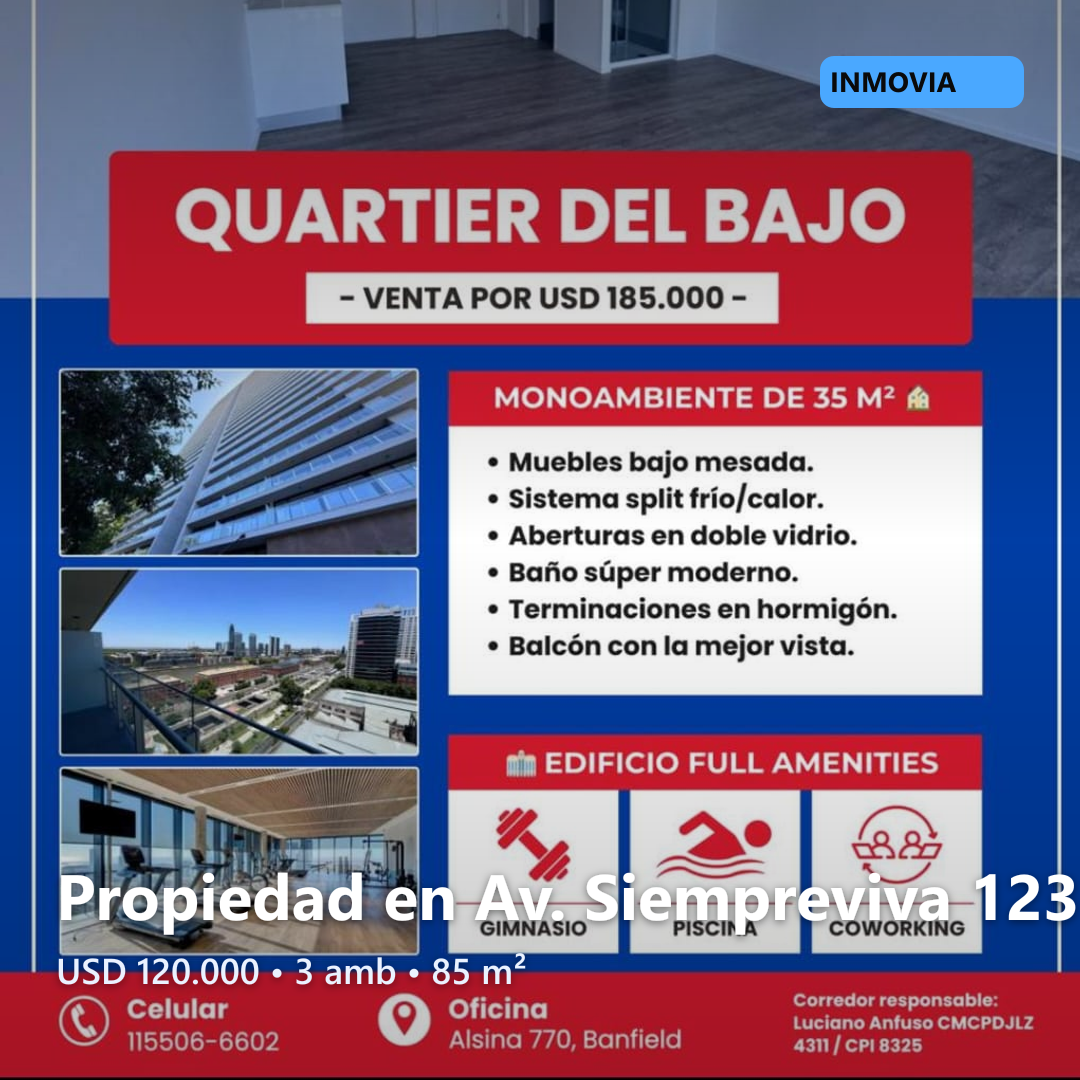 INMOVIA
QUARTIER DEL BAJO
- VENTA POR USD 185.000 -
MONOAMBIENTE DE 35 M²
• Muebles bajo mesada.
• Sistema split frío/calor.
• Aberturas en doble vidrio.
• Baño súper moderno.
• Terminaciones en hormigón.
• Balcón con la mejor vista.
EDIFICIO FULL AMENITIES
GIMNASIO
PISCINA
COWORKING
Propiedad en Av. Siempreviva 123
USD 120.000 • 3 amb • 85 m²
Celular
115506-6602
Oficina
Alsina 770, Banfield
Corredor responsable:
Luciano Anfuso CMCPDJLZ
4311 / CPI 8325